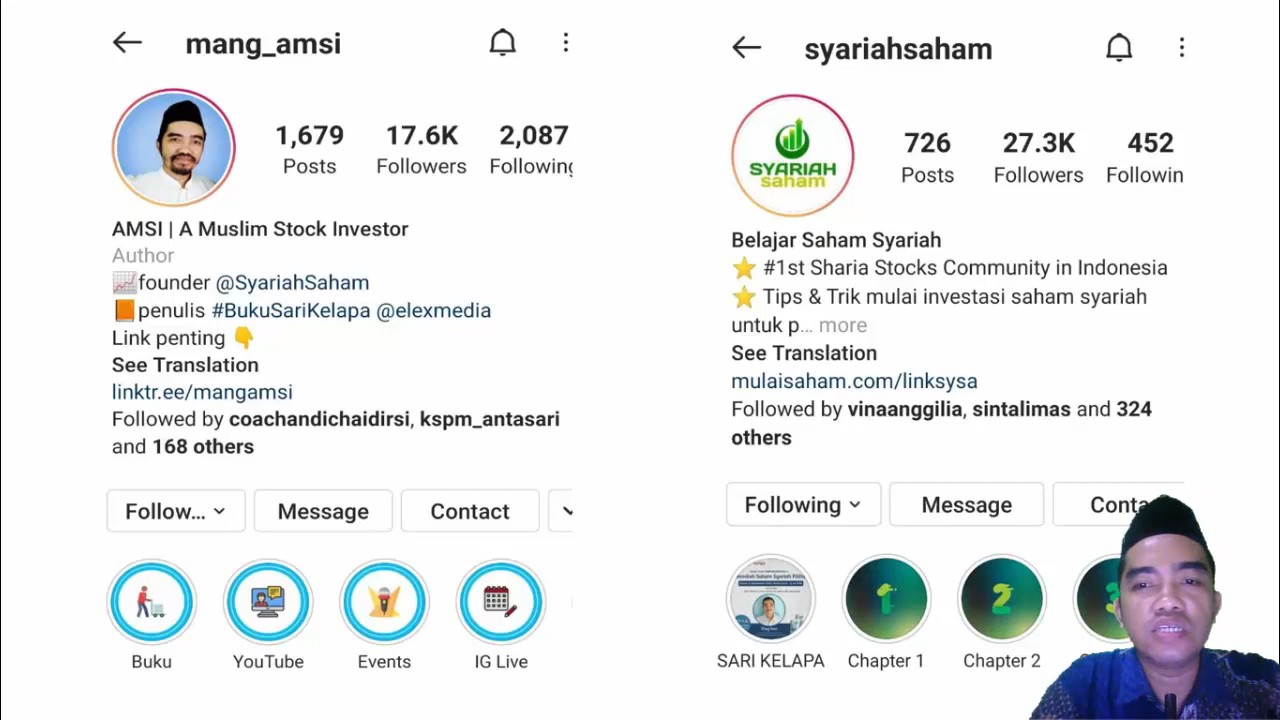 mang_amsi
1,679 17.6K 2,087
Posts Followers Following
AMSI | A Muslim Stock Investor
Author
founder @SyariahSaham
penulis #BukuSariKelapa @elexmedia
Link penting
See Translation
linktr.ee/mangamsi
Followed by coachandichaidirsi, kspm_antasari
and 168 others
Follow... Message Contact
Buku YouTube Events IG Live
syariahsaham
SYARIAH
saham
726 27.3K 452
Posts Followers Followin
Belajar Saham Syariah
#1st Sharia Stocks Community in Indonesia
Tips & Trik mulai investasi saham syariah
untuk p... more
See Translation
mulaisaham.com/linksysa
Followed by vinaanggilia, sintalimas and 324
others
Following Message Conta
1 2 3
SARI KELAPA Chapter 1 Chapter 2